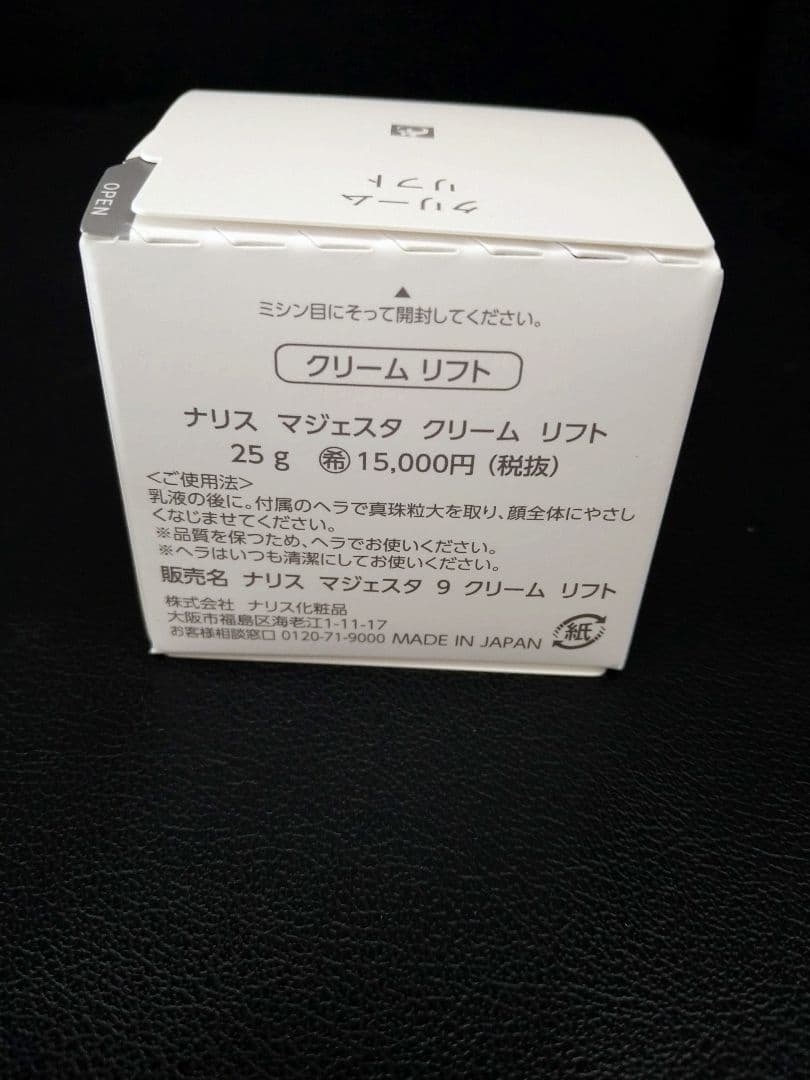 クリーム
リフト
OPEN
▲
ミシン目にそって開封してください。
クリーム リフト
ナリス マジェスタ クリーム リフト
25g ㊒15,000円（税抜）
＜ご使用法＞
乳液の後に。付属のヘラで真珠粒大を取り、顔全体にやさし
くなじませてください。
※品質を保つため、ヘラでお使いください。
※ヘラはいつも清潔にしてお使いください。
販売名 ナリス マジェスタ 9 クリーム リフト
株式会社 ナリス化粧品
大阪市福島区海老江1-11-17
お客様相談窓口 0120-71-9000 MADE IN JAPAN 紙